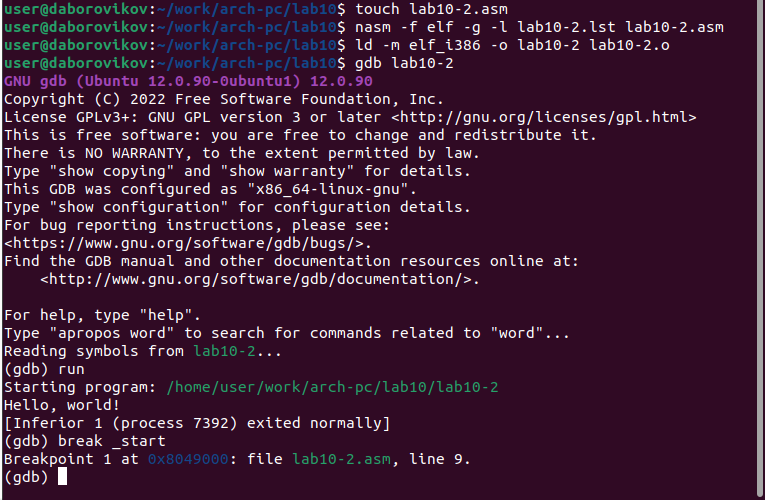 user@daborovikov:~/work/arch-pc/lab10$ touch lab10-2.asm
user@daborovikov:~/work/arch-pc/lab10$ nasm -f elf -g -l lab10-2.lst lab10-2.asm
user@daborovikov:~/work/arch-pc/lab10$ ld -m elf_i386 -o lab10-2 lab10-2.o
user@daborovikov:~/work/arch-pc/lab10$ gdb lab10-2
GNU gdb (Ubuntu 12.0.90-0ubuntu1) 12.0.90
Copyright (C) 2022 Free Software Foundation, Inc.
License GPLv3+: GNU GPL version 3 or later <http://gnu.org/licenses/gpl.html>
This is free software: you are free to change and redistribute it.
There is NO WARRANTY, to the extent permitted by law.
Type "show copying" and "show warranty" for details.
This GDB was configured as "x86_64-linux-gnu".
Type "show configuration" for configuration details.
For bug reporting instructions, please see:
<https://www.gnu.org/software/gdb/bugs/>.
Find the GDB manual and other documentation resources online at:
    <http://www.gnu.org/software/gdb/documentation/>.

For help, type "help".
Type "apropos word" to search for commands related to "word"...
Reading symbols from lab10-2...
(gdb) run
Starting program: /home/user/work/arch-pc/lab10/lab10-2
Hello, world!
[Inferior 1 (process 7392) exited normally]
(gdb) break _start
Breakpoint 1 at 0x8049000: file lab10-2.asm, line 9.
(gdb)